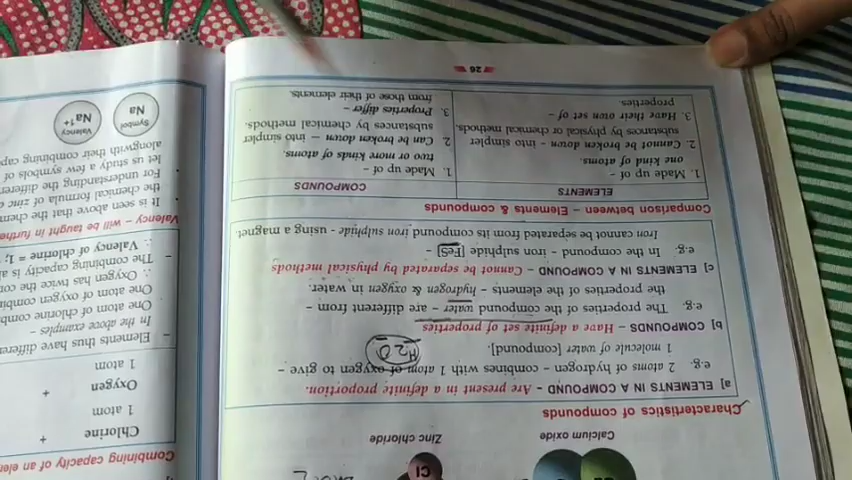 Calcium oxide
Zinc chloride
Cl
Characteristics of compounds
a] ELEMENTS IN A COMPOUND – Are present in a definite proportion.
e.g. 2 atoms of hydrogen – combines with 1 atom of oxygen to give –
1 molecule of water [compound].
H2O
b] COMPOUNDS – Have a definite set of properties
e.g. The properties of the compound water – are different from –
the properties of the elements – hydrogen & oxygen in water.
c] ELEMENTS IN A COMPOUND – Cannot be separated by physical methods
e.g. In the compound – iron sulphide [FeS] –
Iron cannot be separated from its compound iron sulphide - using a magnet.
Comparison between – Elements & compounds
ELEMENTS
1. Made up of –
one kind of atoms.
2. Cannot be broken down – into simpler
substances by physical or chemical methods.
3. Have their own set of –
properties.
COMPOUNDS
1. Made up of –
two or more kinds of atoms.
2. Can be broken down – into simpler
substances by chemical methods.
3. Properties differ –
from those of their elements.
26
Combining capacity of an
Chlorine +
1 atom
Oxygen +
1 atom
– Elements thus have
In the above examples –
One atom of chlorine
One atom of oxygen
∴ Oxygen has twice the
– The combining capacity is
∴ Valency of chlorine = 1;
Valency – will be taught in
• It is seen above that the
the chemical formula of zinc
• For understanding the
let us study a few symbols of
alongwith their combining
Na
Symbol
Na1+
Valency